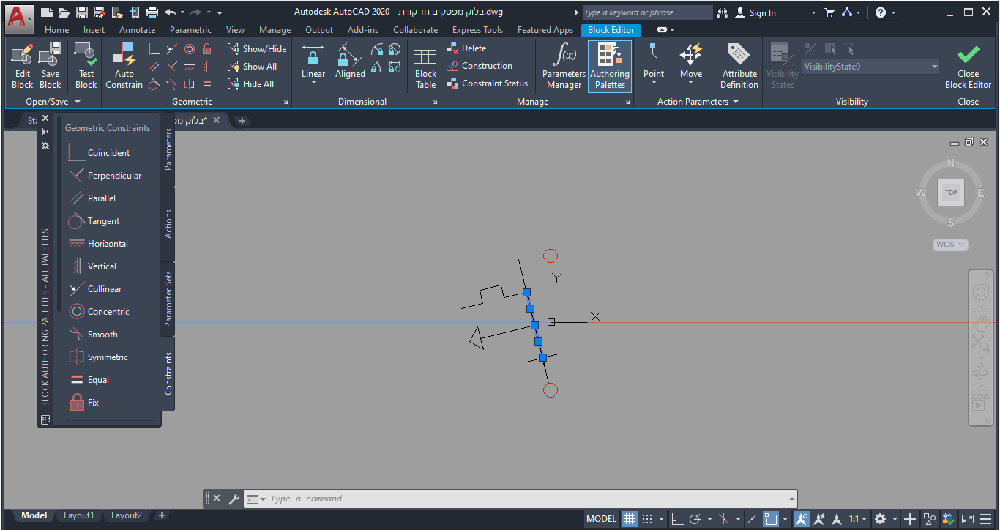 Autodesk AutoCAD 2020 בלוק מפסקים חד קווית.dwg
Type a keyword or phrase
Sign In
Home Insert Annotate Parametric View Manage Output Add-ins Collaborate Express Tools Featured Apps Block Editor
Edit Block
Save Block
Test Block
Open/Save
Auto Constrain
Show/Hide
Show All
Hide All
Geometric
Linear
Aligned
Block Table
Dimensional
Delete
Construction
Constraint Status
f(x)
Parameters Manager
Authoring Palettes
Manage
Point
Move
Attribute Definition
Action Parameters
Visibility States
VisibilityState0
Visibility
Close Block Editor
Close
בלוק מפס*
Geometric Constraints
Coincident
Perpendicular
Parallel
Tangent
Horizontal
Vertical
Collinear
Concentric
Smooth
Symmetric
Equal
Fix
Parameters
Actions
Parameter Sets
Constraints
BLOCK AUTHORING PALETTES - ALL PALETTES
Y
X
N
W TOP E
S
WCS
Type a command
Model Layout1 Layout2 +
MODEL
1:1